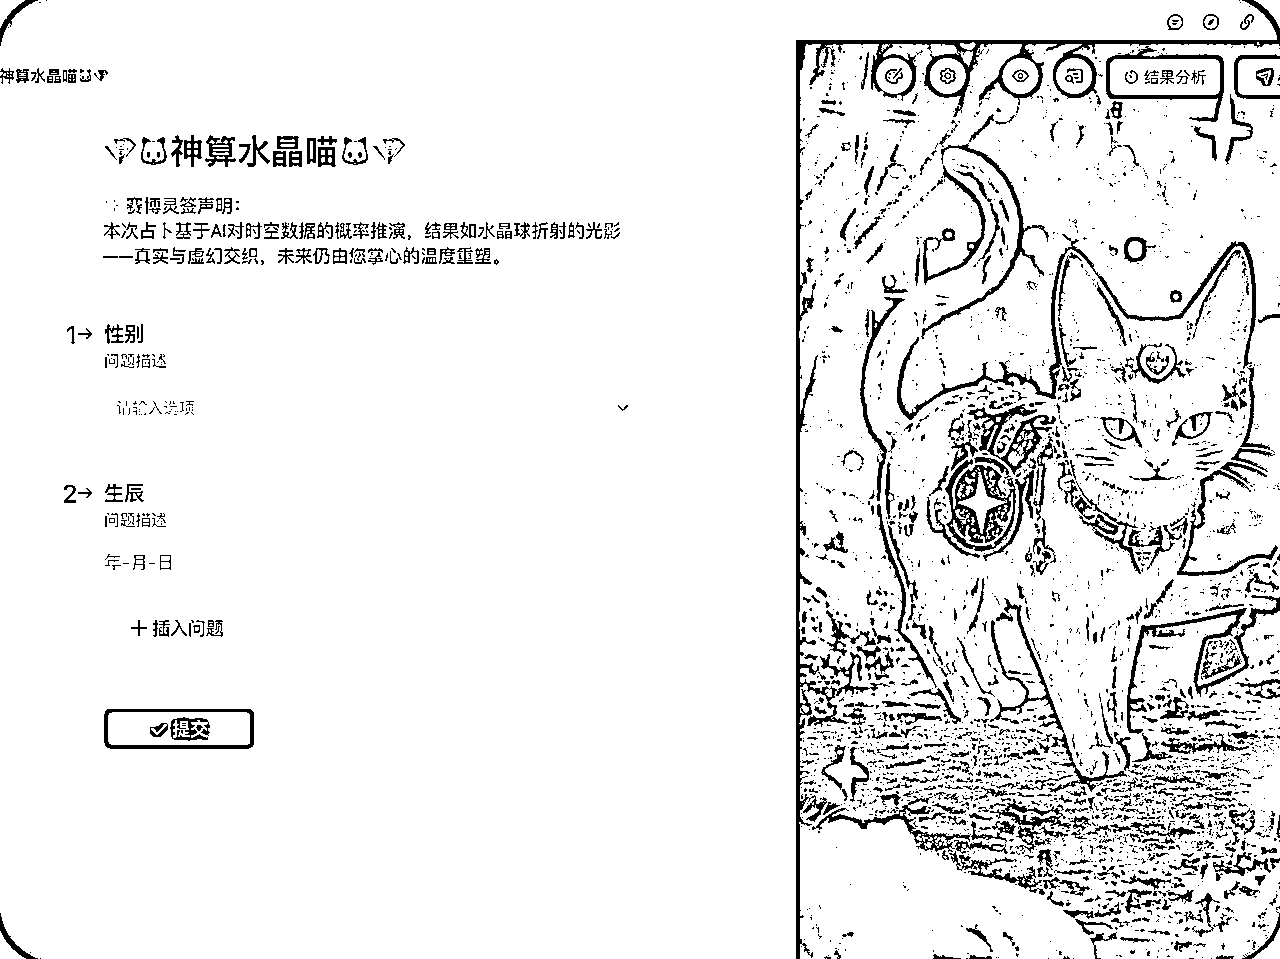 神算水晶喵
结果分析
神算水晶喵
赛博灵签声明：
本次占卜基于AI对时空数据的概率推演，结果如水晶球折射的光影
——真实与虚幻交织，未来仍由您掌心的温度重塑。
1→ 性别
问题描述
请输入选项
2→ 生辰
问题描述
年-月-日
＋ 插入问题
提交